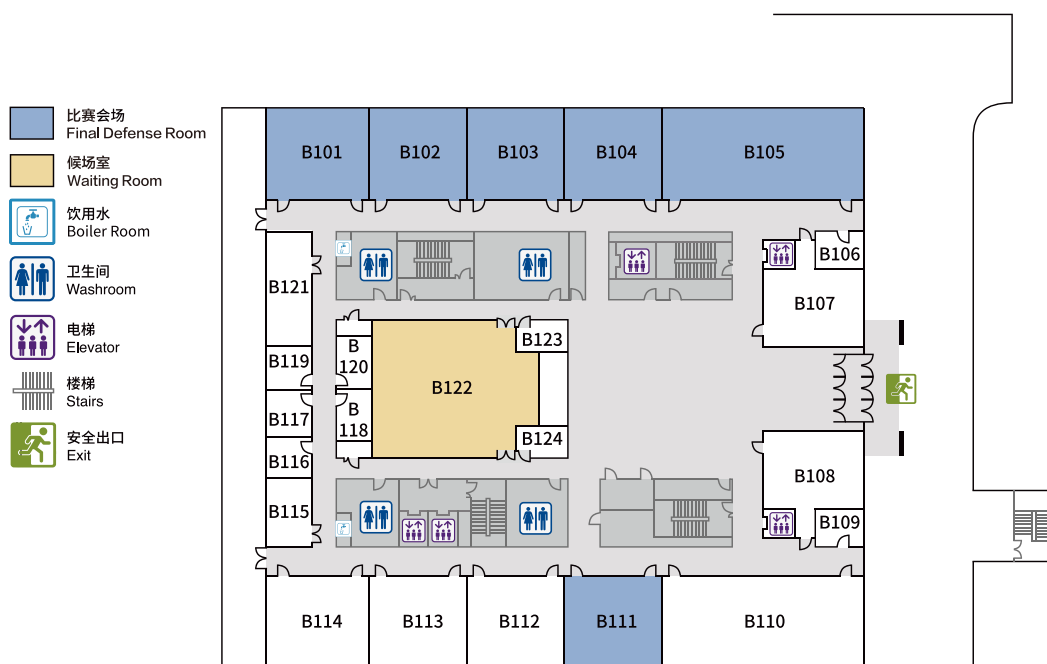 比赛会场
Final Defense Room
候场室
Waiting Room
饮用水
Boiler Room
卫生间
Washroom
电梯
Elevator
楼梯
Stairs
安全出口
Exit
B101
B102
B103
B104
B105
B106
B107
B121
B123
B119
B
120
B122
B117
B
118
B124
B116
B108
B115
B109
B114
B113
B112
B111
B110